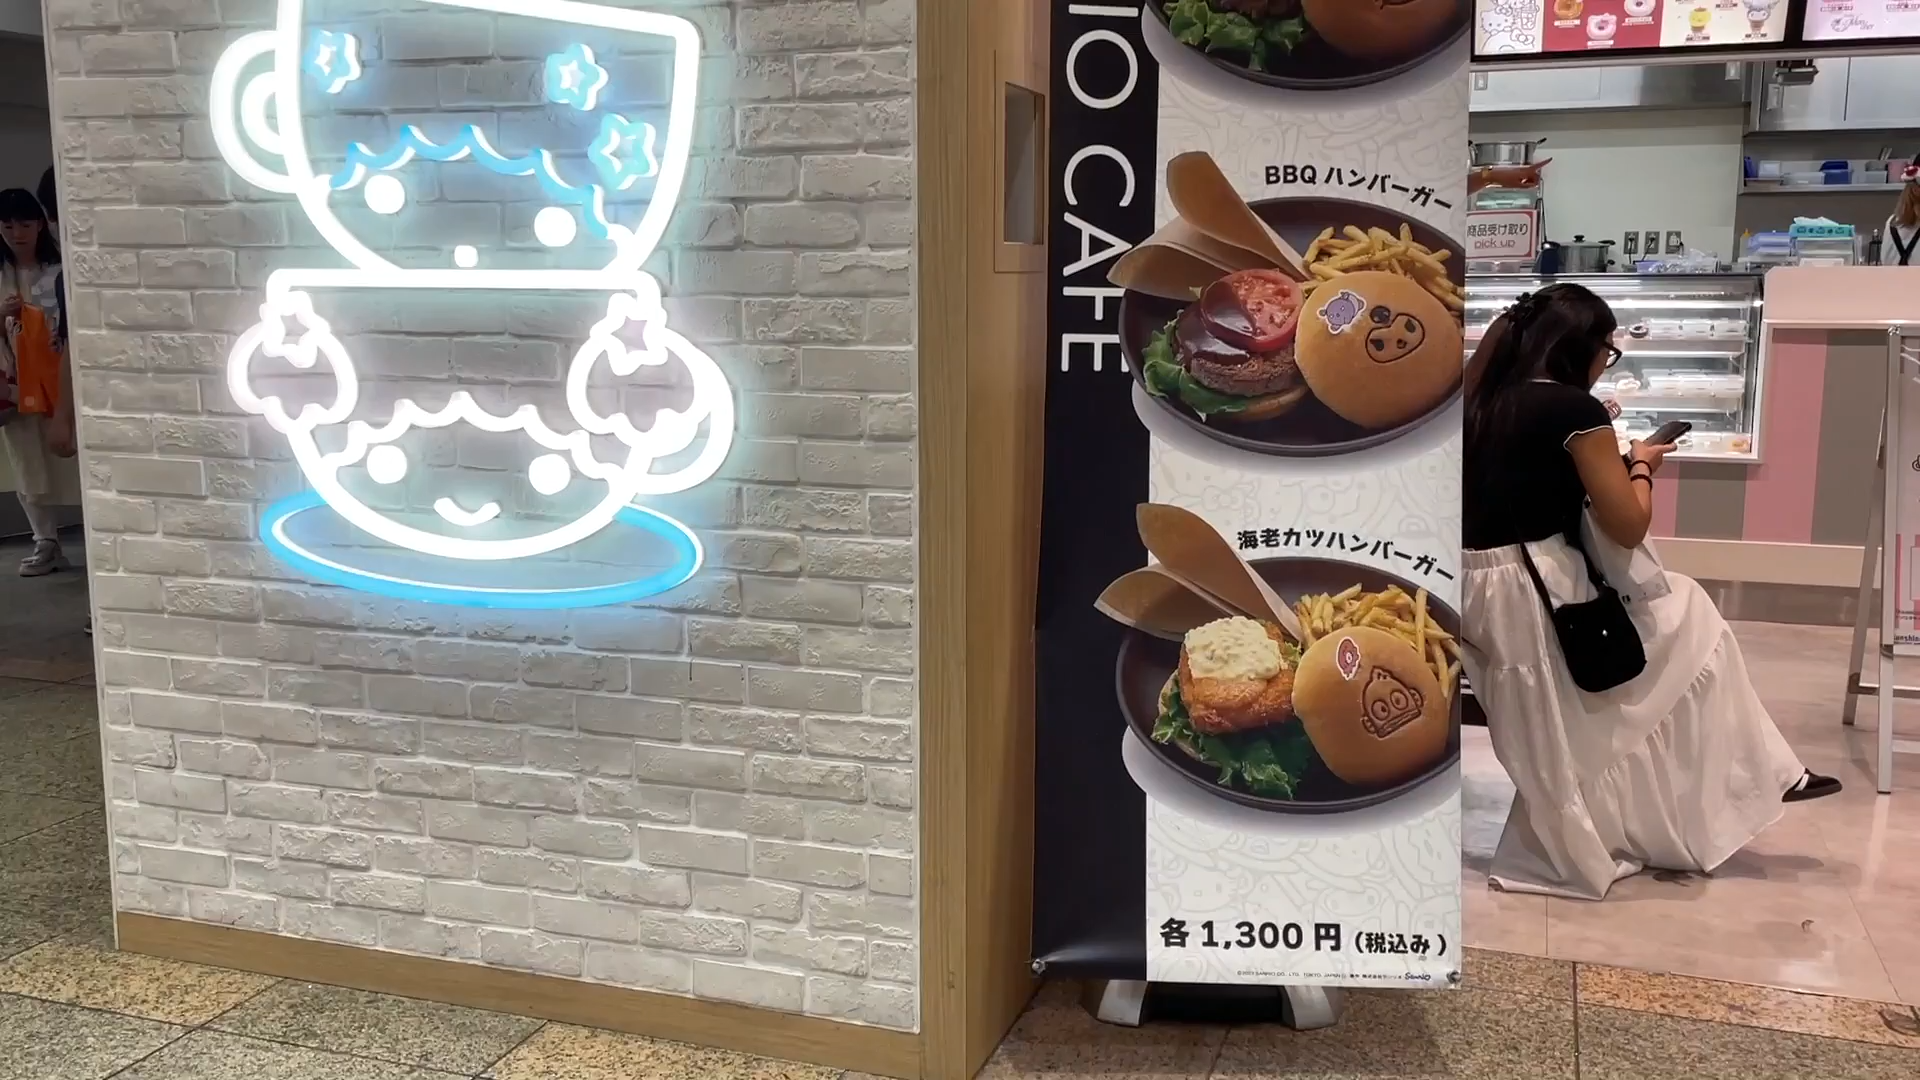 IO CAFE
BBQ ハンバーガー
海老カツハンバーガー
各 1,300 円 (税込み)
商品受け取り
pick up